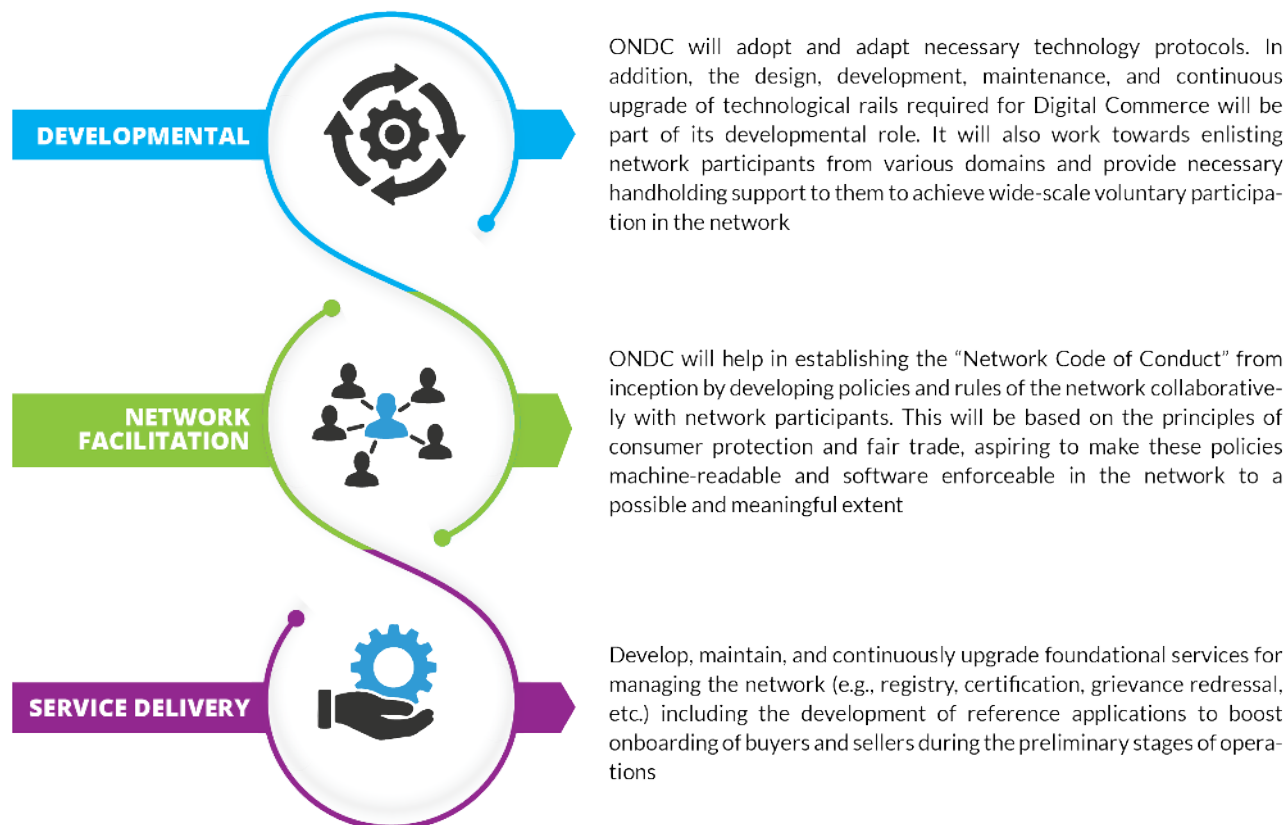 DEVELOPMENTAL
ONDC will adopt and adapt necessary technology protocols. In
addition, the design, development, maintenance, and continuous
upgrade of technological rails required for Digital Commerce will be
part of its developmental role. It will also work towards enlisting
network participants from various domains and provide necessary
handholding support to them to achieve wide-scale voluntary participa-
tion in the network
NETWORK
FACILITATION
ONDC will help in establishing the “Network Code of Conduct” from
inception by developing policies and rules of the network collaborative-
ly with network participants. This will be based on the principles of
consumer protection and fair trade, aspiring to make these policies
machine-readable and software enforceable in the network to a
possible and meaningful extent
SERVICE DELIVERY
Develop, maintain, and continuously upgrade foundational services for
managing the network (e.g., registry, certification, grievance redressal,
etc.) including the development of reference applications to boost
onboarding of buyers and sellers during the preliminary stages of opera-
tions